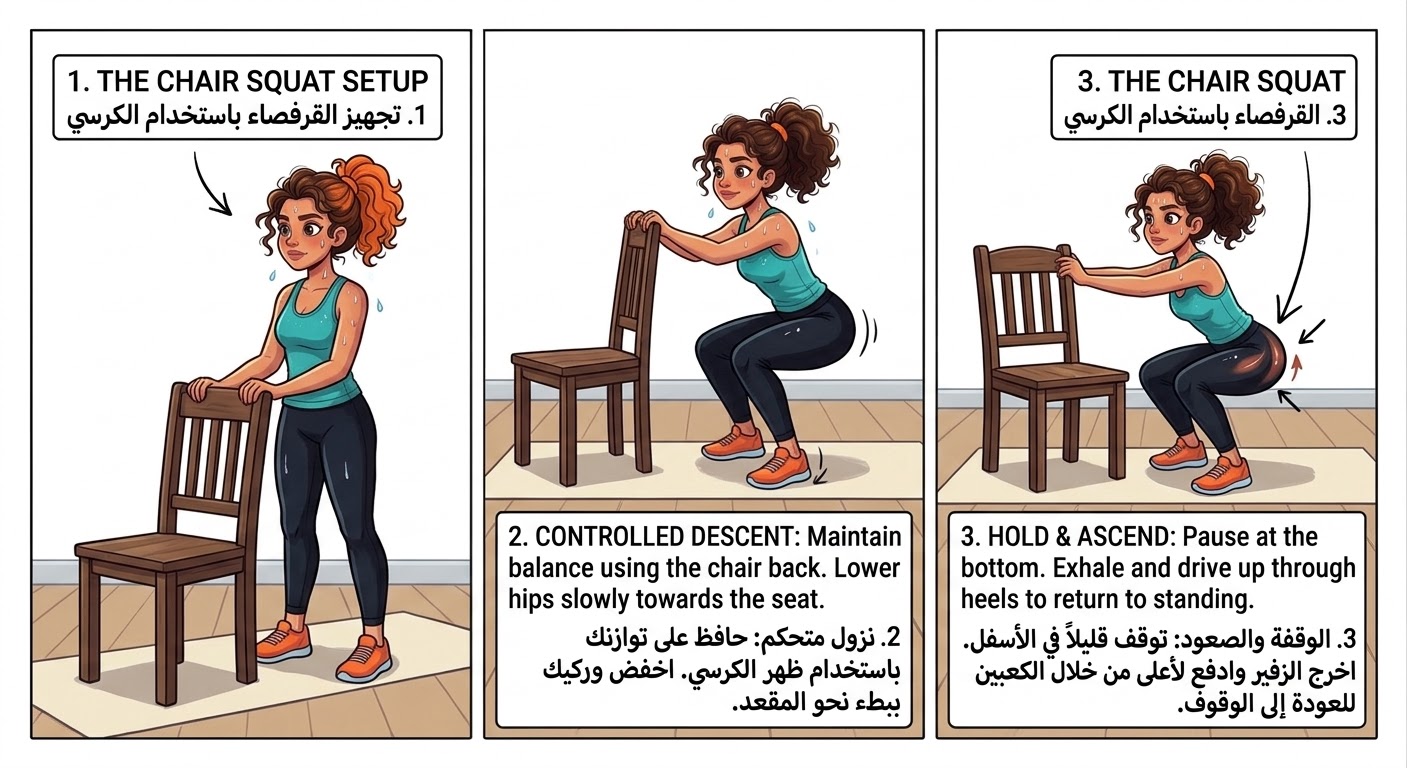 1. THE CHAIR SQUAT SETUP
1. تجهيز القرفصاء باستخدام الكرسي
2. CONTROLLED DESCENT: Maintain
balance using the chair back. Lower
hips slowly towards the seat.
2. نزول متحكم: حافظ على توازنك
باستخدام ظهر الكرسي. اخفض وركيك
ببطء نحو المقعد.
3. THE CHAIR SQUAT
3. القرفصاء باستخدام الكرسي
3. HOLD & ASCEND: Pause at the
bottom. Exhale and drive up through
heels to return to standing.
3. الوقفة والصعود: توقف قليلاً في الأسفل.
اخرج الزفير وادفع لأعلى من خلال الكعبين
للعودة إلى الوقوف.